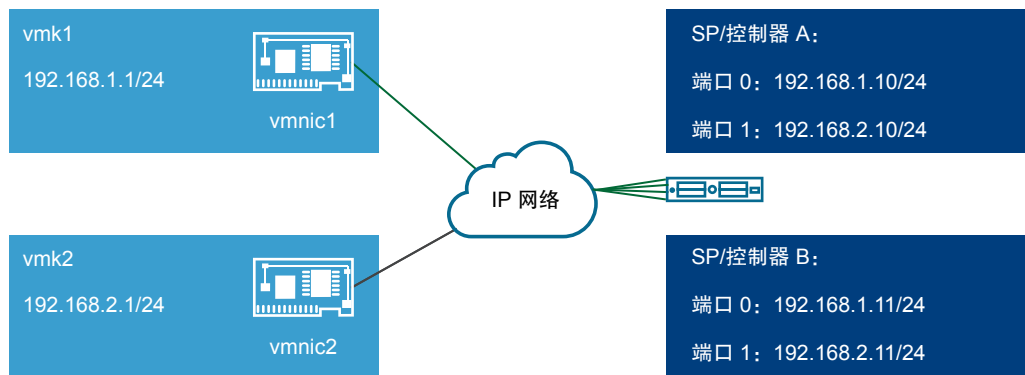 vmk1
192.168.1.1/24
vmnic1
vmk2
192.168.2.1/24
vmnic2
IP 网络
SP/控制器 A：
端口 0：192.168.1.10/24
端口 1：192.168.2.10/24
SP/控制器 B：
端口 0：192.168.1.11/24
端口 1：192.168.2.11/24